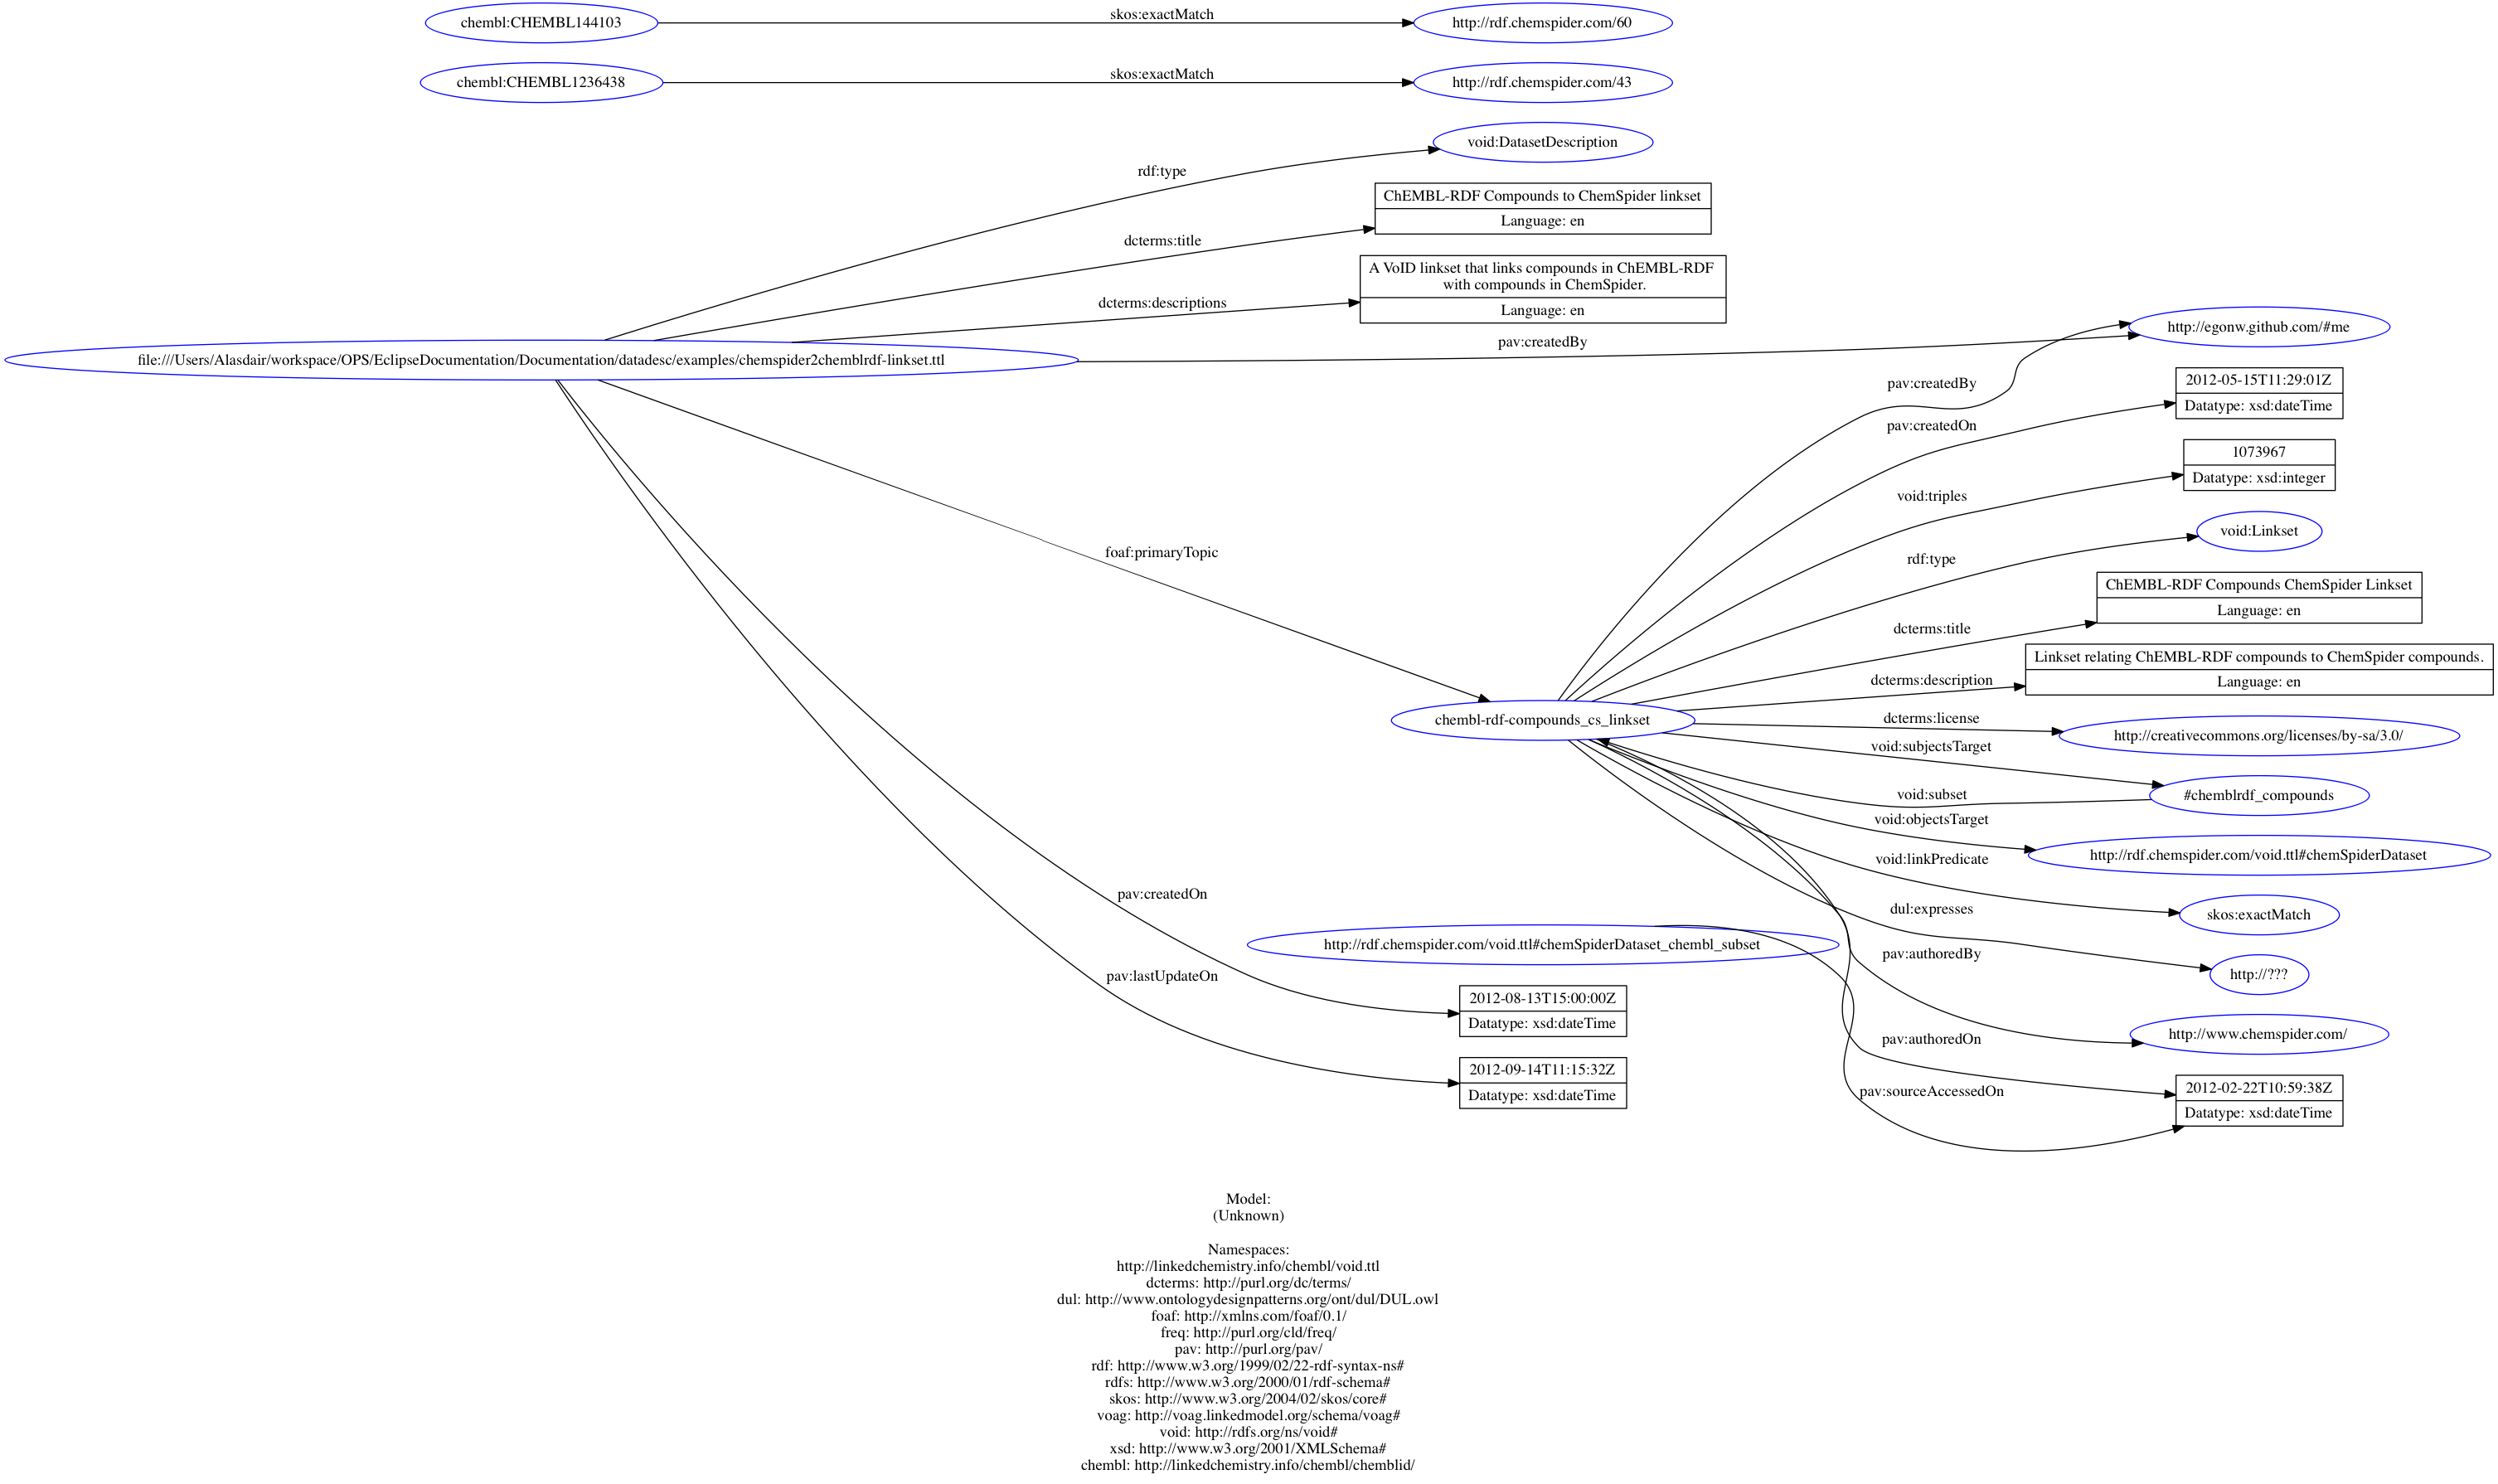 chembl:CHEMBL144103
skos:exactMatch
http://rdf.chemspider.com/60
chembl:CHEMBL1236438
skos:exactMatch
http://rdf.chemspider.com/43
void:DatasetDescription
rdf:type
ChEMBL-RDF Compounds to ChemSpider linkset
Language: en
dcterms:title
A VoID linkset that links compounds in ChEMBL-RDF
with compounds in ChemSpider.
Language: en
dcterms:descriptions
http://egonw.github.com/#me
pav:createdBy
file:///Users/Alasdair/workspace/OPS/EclipseDocumentation/Documentation/datadesc/examples/chemspider2chemblrdf-linkset.ttl
pav:createdBy
2012-05-15T11:29:01Z
Datatype: xsd:dateTime
pav:createdOn
1073967
Datatype: xsd:integer
void:triples
void:Linkset
foaf:primaryTopic
rdf:type
ChEMBL-RDF Compounds ChemSpider Linkset
Language: en
dcterms:title
Linkset relating ChEMBL-RDF compounds to ChemSpider compounds.
Language: en
dcterms:description
chembl-rdf-compounds_cs_linkset
dcterms:license
http://creativecommons.org/licenses/by-sa/3.0/
void:subjectsTarget
void:subset
#chemblrdf_compounds
void:objectsTarget
http://rdf.chemspider.com/void.ttl#chemSpiderDataset
void:linkPredicate
pav:createdOn
dul:expresses
skos:exactMatch
http://rdf.chemspider.com/void.ttl#chemSpiderDataset_chembl_subset
pav:authoredBy
http://???
pav:lastUpdateOn
2012-08-13T15:00:00Z
Datatype: xsd:dateTime
http://www.chemspider.com/
pav:authoredOn
2012-09-14T11:15:32Z
Datatype: xsd:dateTime
pav:sourceAccessedOn
2012-02-22T10:59:38Z
Datatype: xsd:dateTime
Model:
(Unknown)
Namespaces:
http://linkedchemistry.info/chembl/void.ttl
dcterms: http://purl.org/dc/terms/
dul: http://www.ontologydesignpatterns.org/ont/dul/DUL.owl
foaf: http://xmlns.com/foaf/0.1/
freq: http://purl.org/cld/freq/
pav: http://purl.org/pav/
rdf: http://www.w3.org/1999/02/22-rdf-syntax-ns#
rdfs: http://www.w3.org/2000/01/rdf-schema#
skos: http://www.w3.org/2004/02/skos/core#
voag: http://voag.linkedmodel.org/schema/voag#
void: http://rdfs.org/ns/void#
xsd: http://www.w3.org/2001/XMLSchema#
chembl: http://linkedchemistry.info/chembl/chemblid/